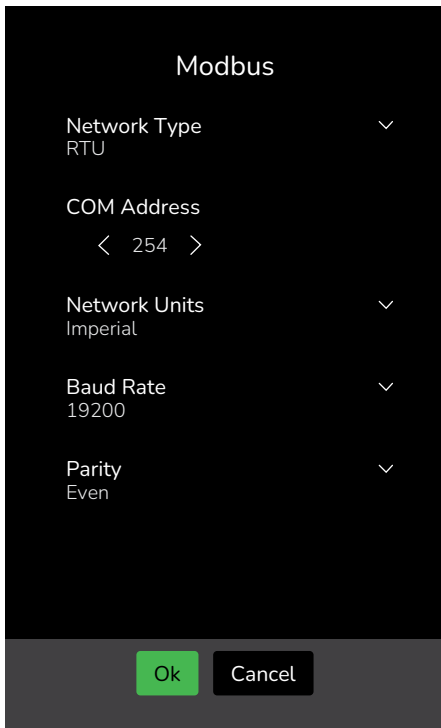 Modbus
Network Type
RTU
COM Address
254
Network Units
Imperial
Baud Rate
19200
Parity
Even
Ok Cancel